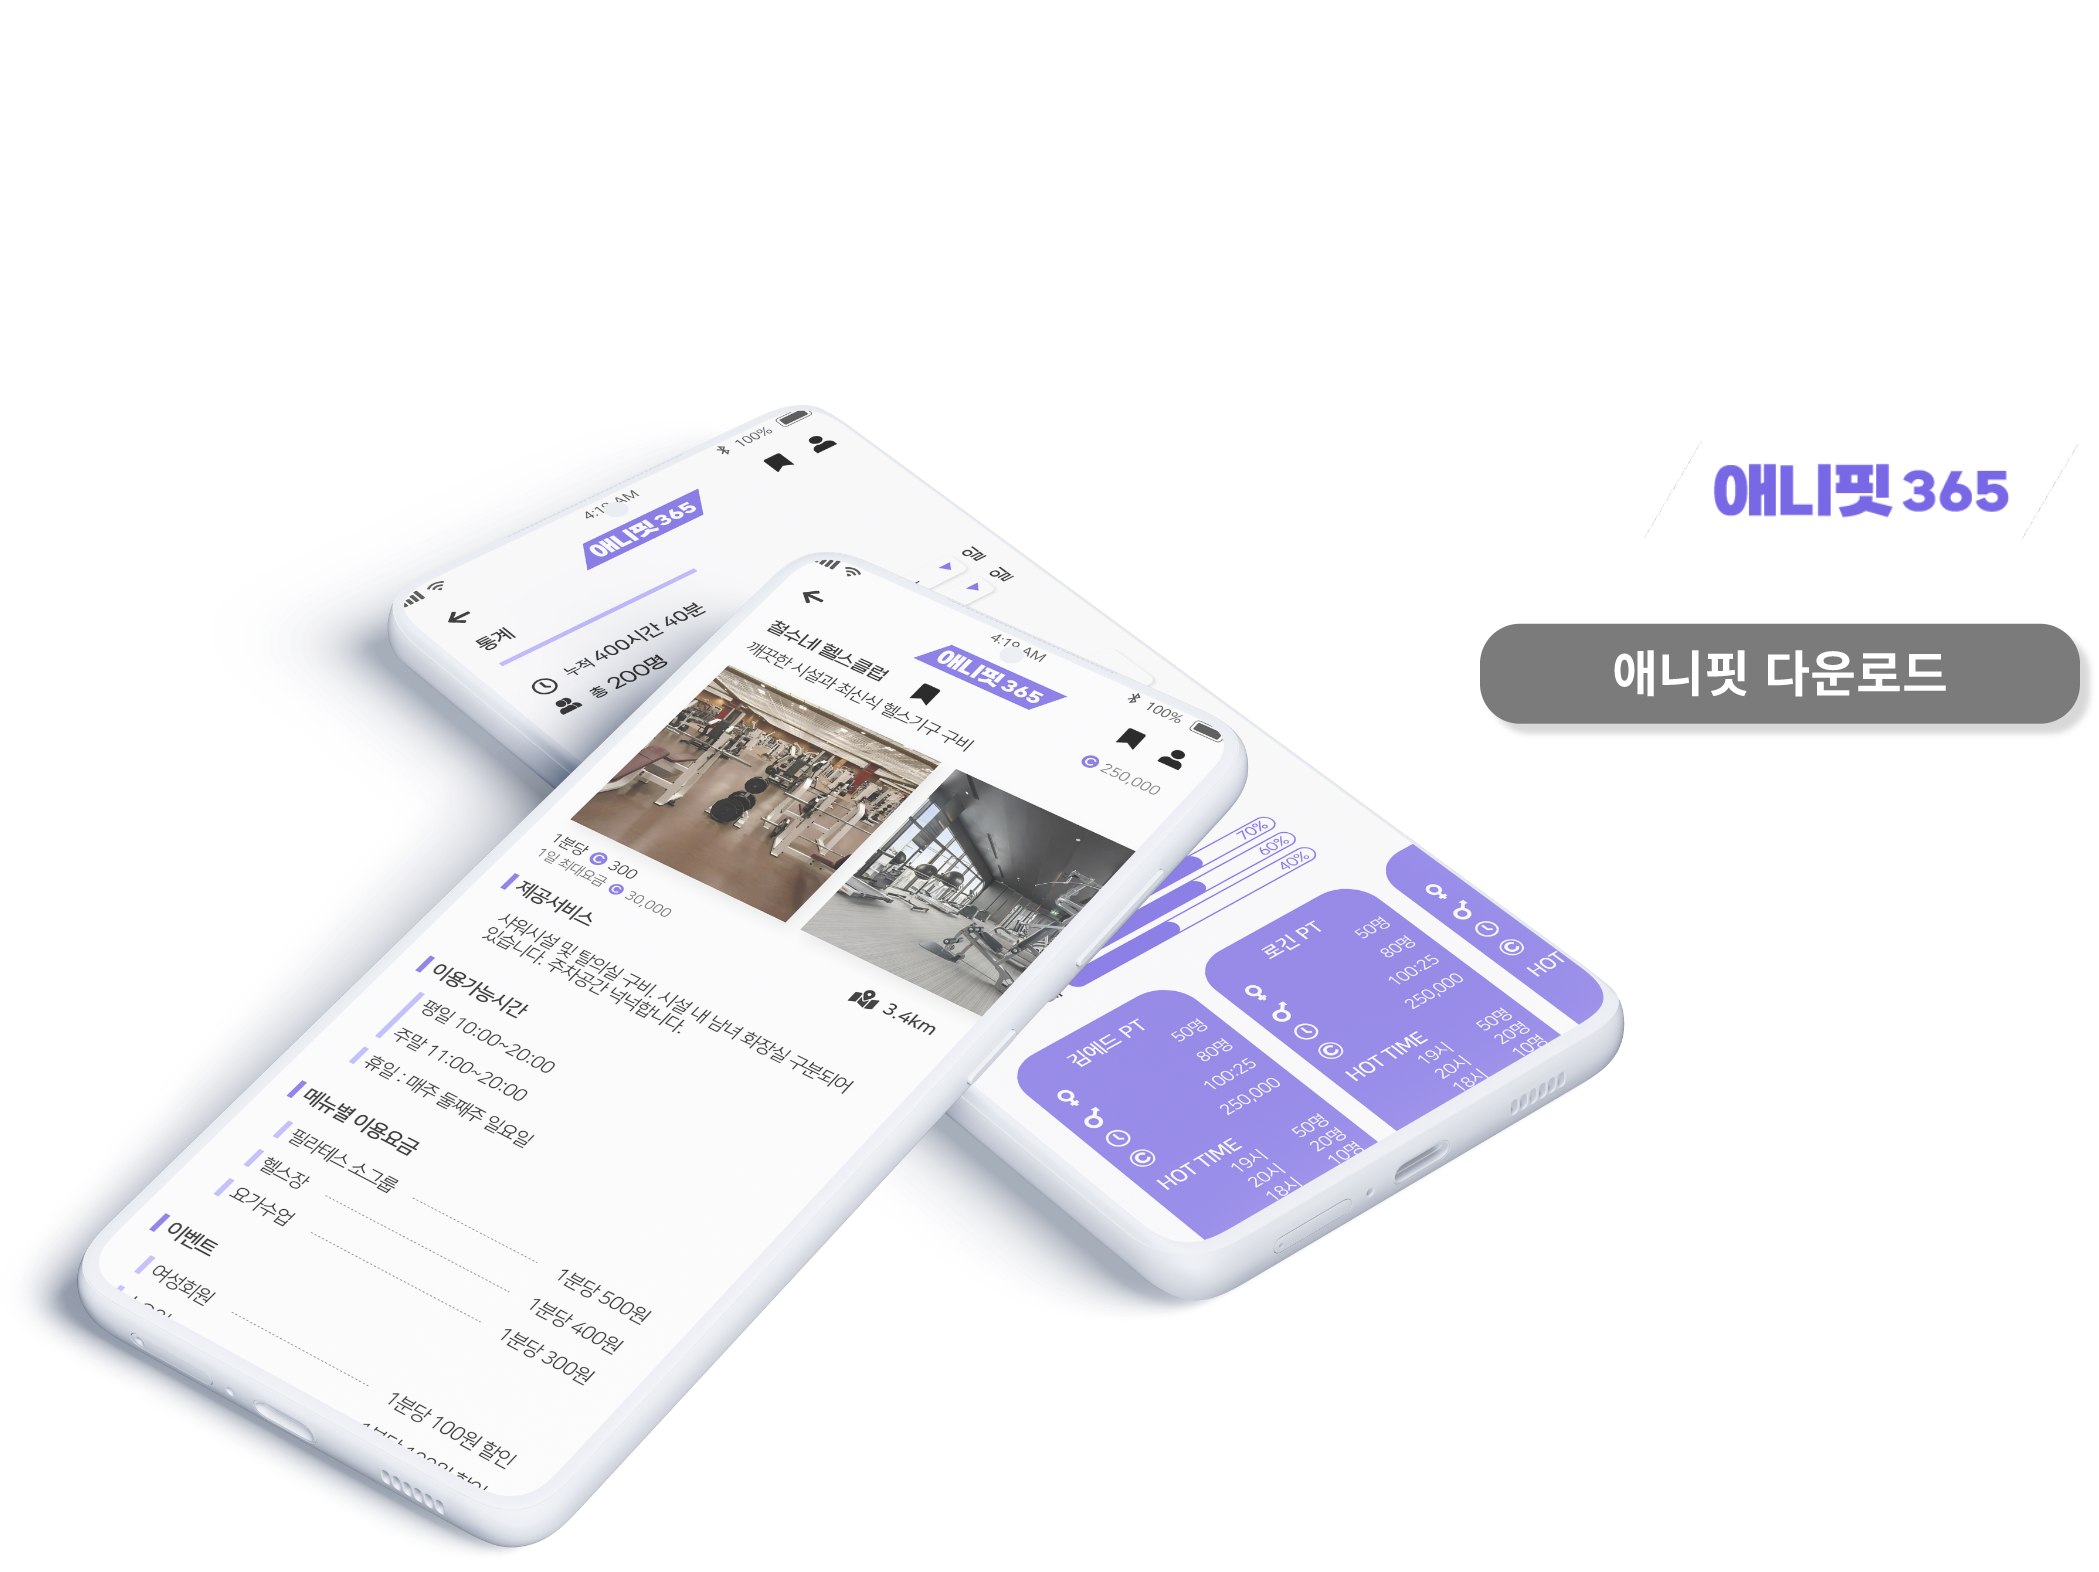 애니핏 365
애니핏 다운로드
100%
애니핏 365
통계
누적 400시간 40분
총 200명
일
일
70%
60%
40%
김애드 PT
50명
80명
100:25
250,000
HOT TIME
19시 50명
20시 20명
18시 10명
로긴 PT
50명
80명
100:25
250,000
HOT TIME
19시 50명
20시 20명
18시 10명
HOT
100%
애니핏 365
250,000
철수네 헬스클럽
깨끗한 시설과 최신식 헬스기구 구비
1분당 C 300
1일 최대요금 C 30,000
3.4km
제공서비스
샤워시설 및 탈의실 구비. 시설 내 남녀 화장실 구분되어
있습니다. 주차공간 넉넉합니다.
이용가능시간
평일 10:00~20:00
주말 11:00~20:00
휴일 : 매주 둘째주 일요일
메뉴별 이용요금
필라테스 소그룹 1분당 500원
헬스장 1분당 400원
요가수업 1분당 300원
이벤트
여성회원 1분당 100원 할인